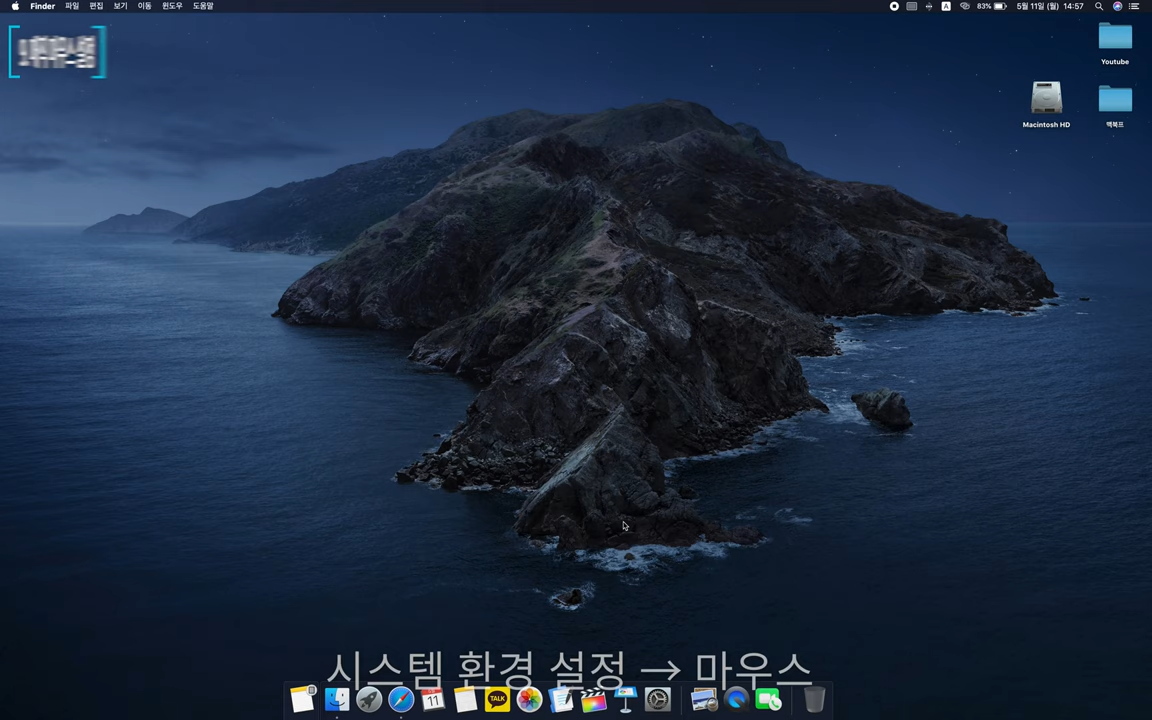 Finder 파일 편집 보기 이동 윈도우 도움말
A 83% 5월 11일 (월) 14:57
Youtube
Macintosh HD
맥북프
시스템 환경 설정 → 마우스
11
TALK